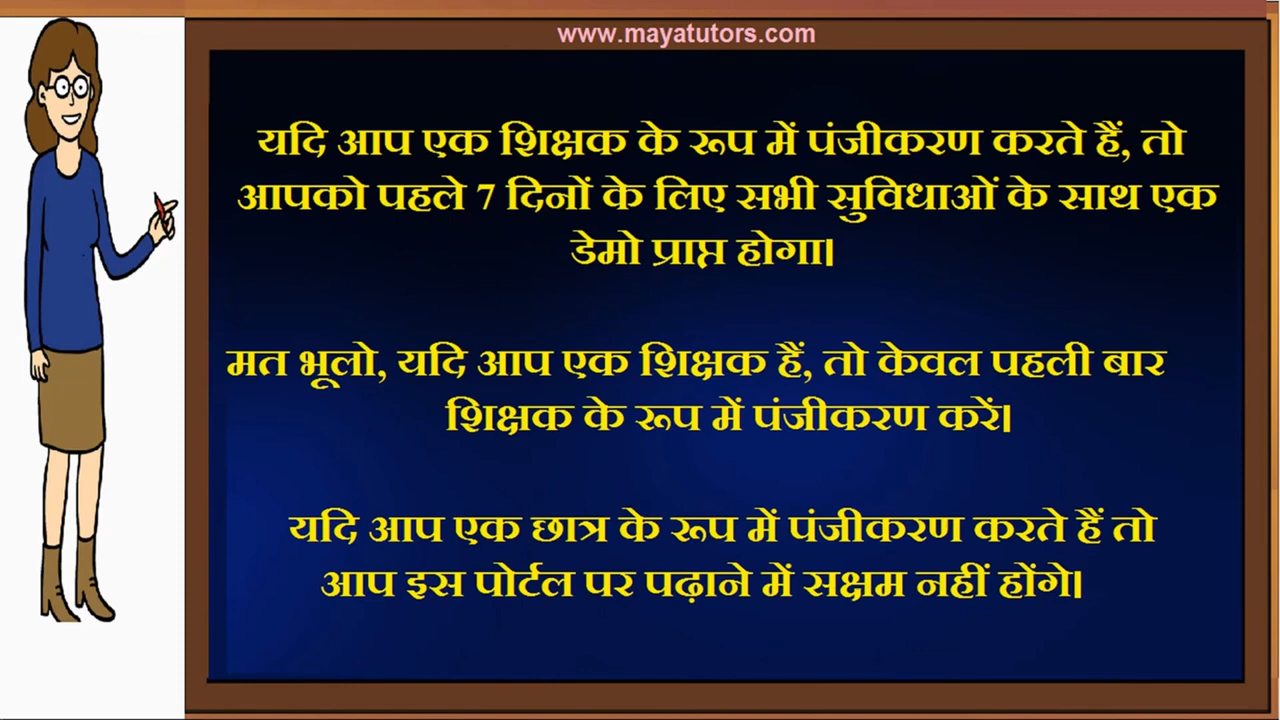 www.mayatutors.com
यदि आप एक शिक्षक के रूप में पंजीकरण करते हैं, तो
आपको पहले 7 दिनों के लिए सभी सुविधाओं के साथ एक
डेमो प्राप्त होगा।
मत भूलो, यदि आप एक शिक्षक हैं, तो केवल पहली बार
शिक्षक के रूप में पंजीकरण करें।
यदि आप एक छात्र के रूप में पंजीकरण करते हैं तो
आप इस पोर्टल पर पढ़ाने में सक्षम नहीं होंगे।